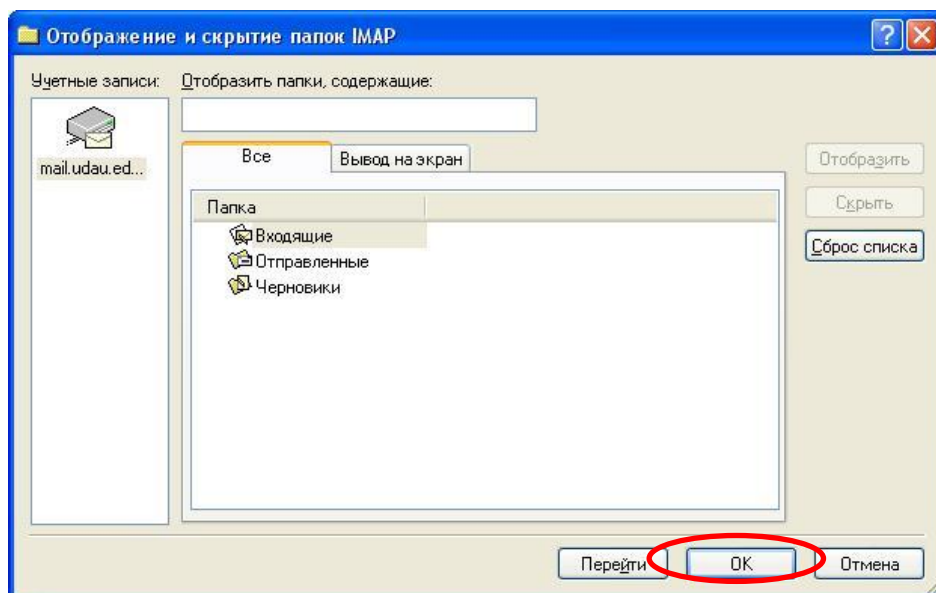 Отображение и скрытие папок IMAP
Учетные записи:
Отобразить папки, содержащие:
mail.udau.ed...
Все
Вывод на экран
Папка
Входящие
Отправленные
Черновики
Отобразить
Скрыть
Сброс списка
Перейти
OK
Отмена